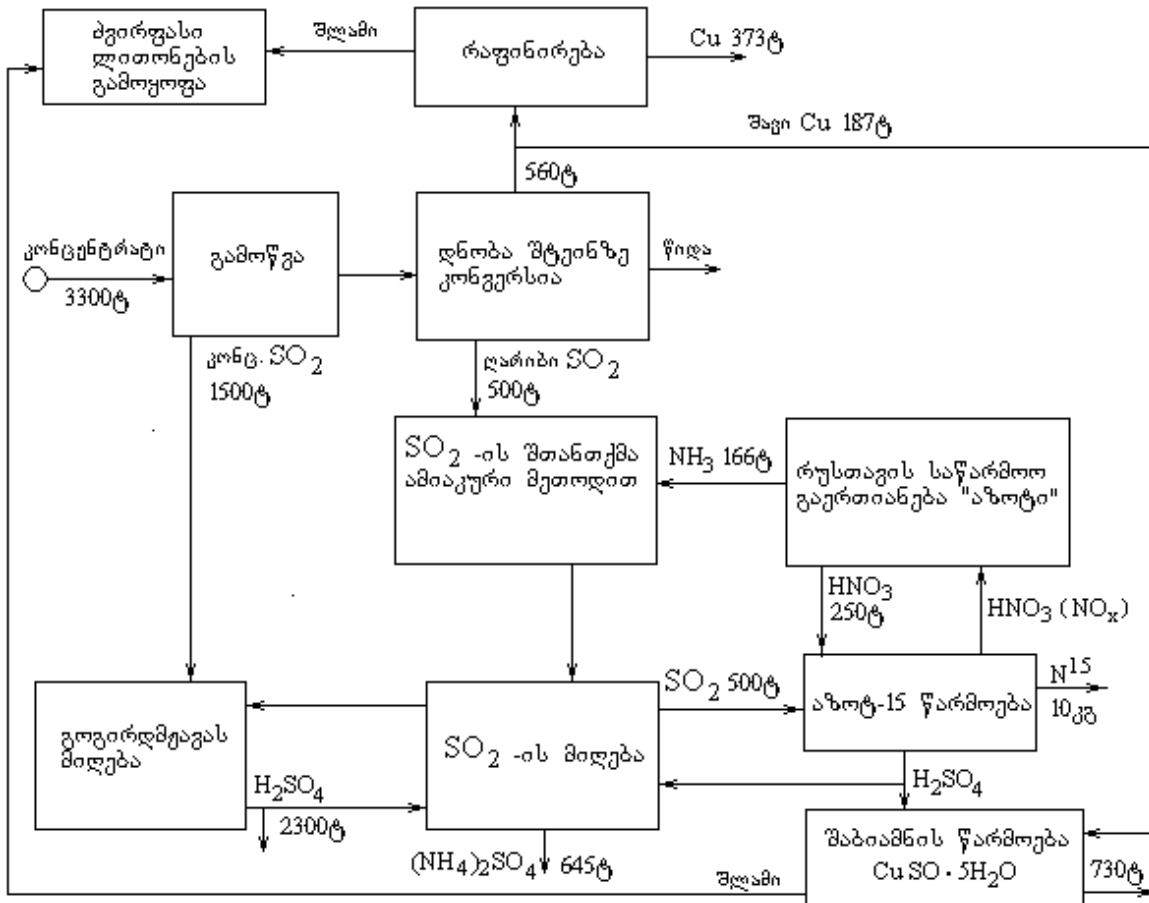 ძვირფასი
ლითონების
გამოყოფა
შლამი
რაფინირება
Cu 373ტ
შავი Cu 187ტ
560ტ
კონცენტრატი
3300ტ
გამოწვა
დნობა შტეინზე
კონვერსია
წიდა
კონც. SO2
1500ტ
ღარიბი SO2
500ტ
SO2 -ის შთანთქმა
ამიაკური მეთოდით
NH3 166ტ
რუსთავის საწარმოო
გაერთიანება "აზოტი"
HNO3
250ტ
HNO3 (NOx)
გოგირდმჟავას
მიღება
SO2 -ის მიღება
SO2 500ტ
აზოტ-15 წარმოება
N15
10კგ
H2SO4
2300ტ
H2SO4
(NH4)2SO4 645ტ
შაბიამნის წარმოება
CuSO · 5H2O
730ტ
შლამი